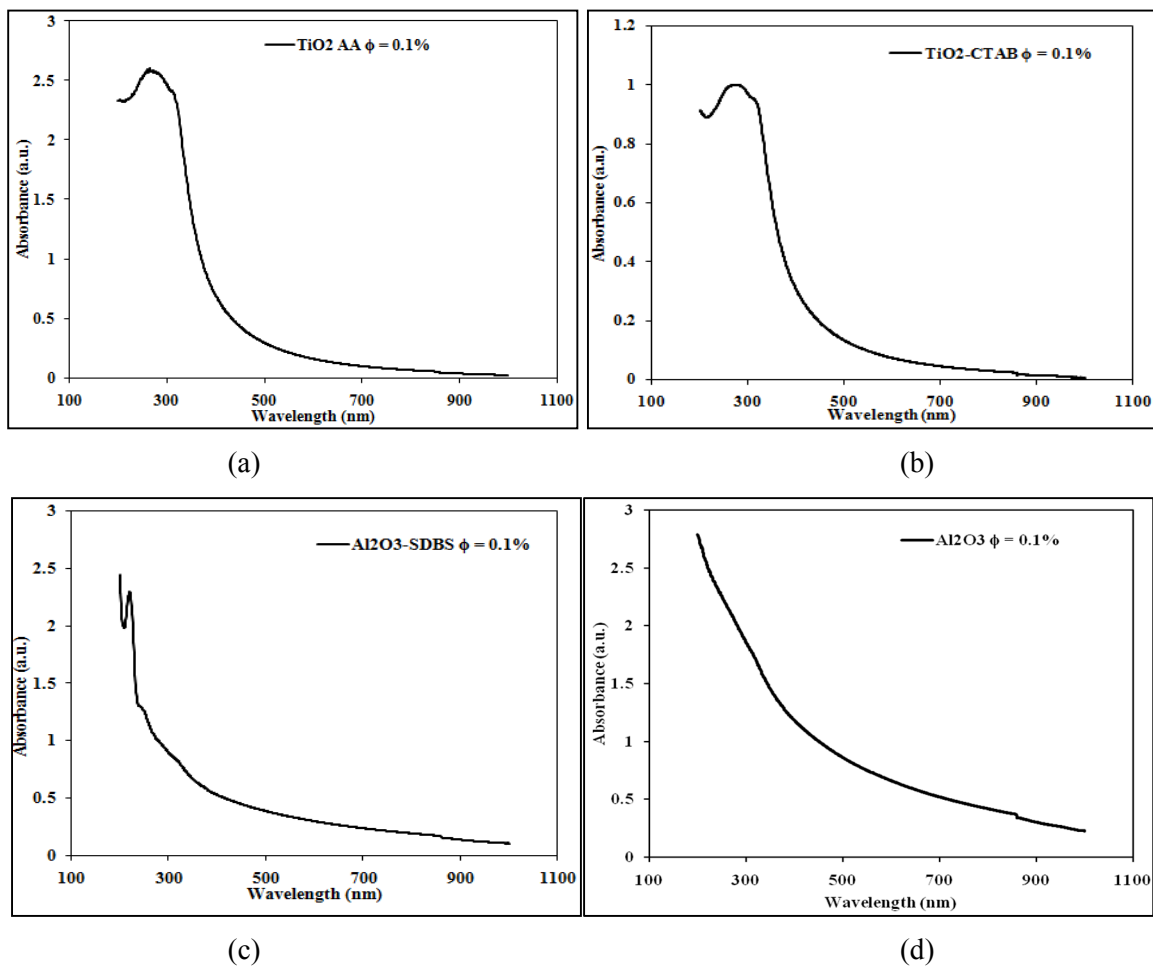 3
2.5
2
1.5
1
0.5
0
Absorbance (a.u.)
TiO2 AA ϕ = 0.1%
100 300 500 700 900 1100
Wavelength (nm)
(a)
1.2
1
0.8
0.6
0.4
0.2
0
Absorbance (a.u.)
TiO2-CTAB ϕ = 0.1%
100 300 500 700 900 1100
Wavelength (nm)
(b)
3
2.5
2
1.5
1
0.5
0
Absorbance (a.u.)
Al2O3-SDBS ϕ = 0.1%
100 300 500 700 900 1100
Wavelength (nm)
(c)
3
2.5
2
1.5
1
0.5
0
Absorbance (a.u.)
Al2O3 ϕ = 0.1%
100 300 500 700 900 1100
Wavelength (nm)
(d)